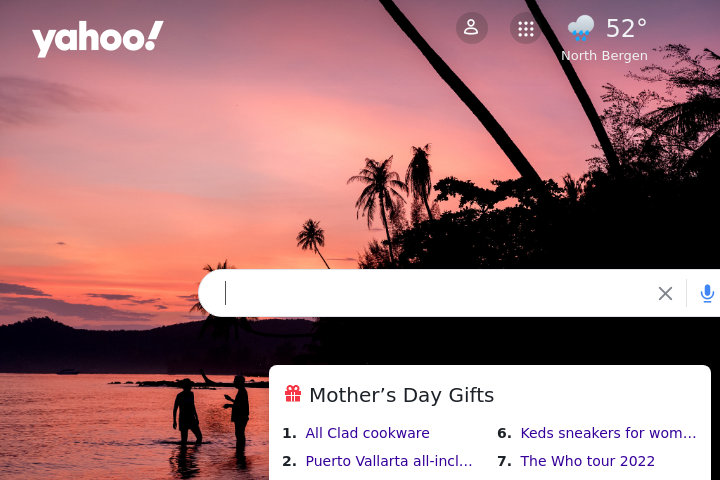 yahoo!
52°
North Bergen
Mother’s Day Gifts
1. All Clad cookware
2. Puerto Vallarta all-incl…
6. Keds sneakers for wom…
7. The Who tour 2022